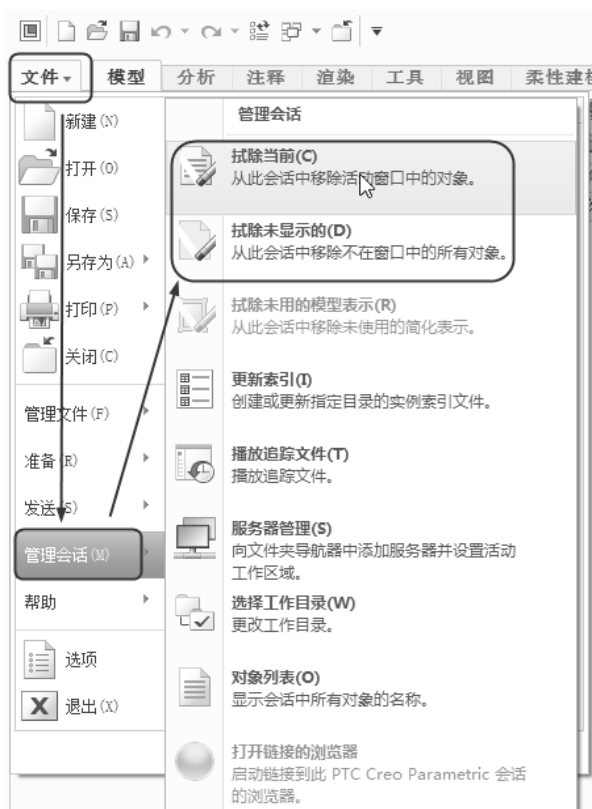 文件 模型 分析 注释 渲染 工具 视图 柔性建模
新建(N)
打开(O)
保存(S)
另存为(A)
打印(P)
关闭(C)
管理文件(F)
准备(R)
发送(S)
管理会话(M)
帮助
选项
退出(X)
管理会话
拭除当前(C)
从此会话中移除活动窗口中的对象。
拭除未显示的(D)
从此会话中移除不在窗口中的所有对象。
拭除未用的模型表示(R)
从此会话中移除未使用的简化表示。
更新索引(I)
创建或更新指定目录的实例索引文件。
播放追踪文件(T)
播放追踪文件。
服务器管理(S)
向文件夹导航器中添加服务器并设置活动
工作区域。
选择工作目录(W)
更改工作目录。
对象列表(O)
显示会话中所有对象的名称。
打开链接的浏览器
启动链接到此 PTC Creo Parametric 会话
的浏览器。